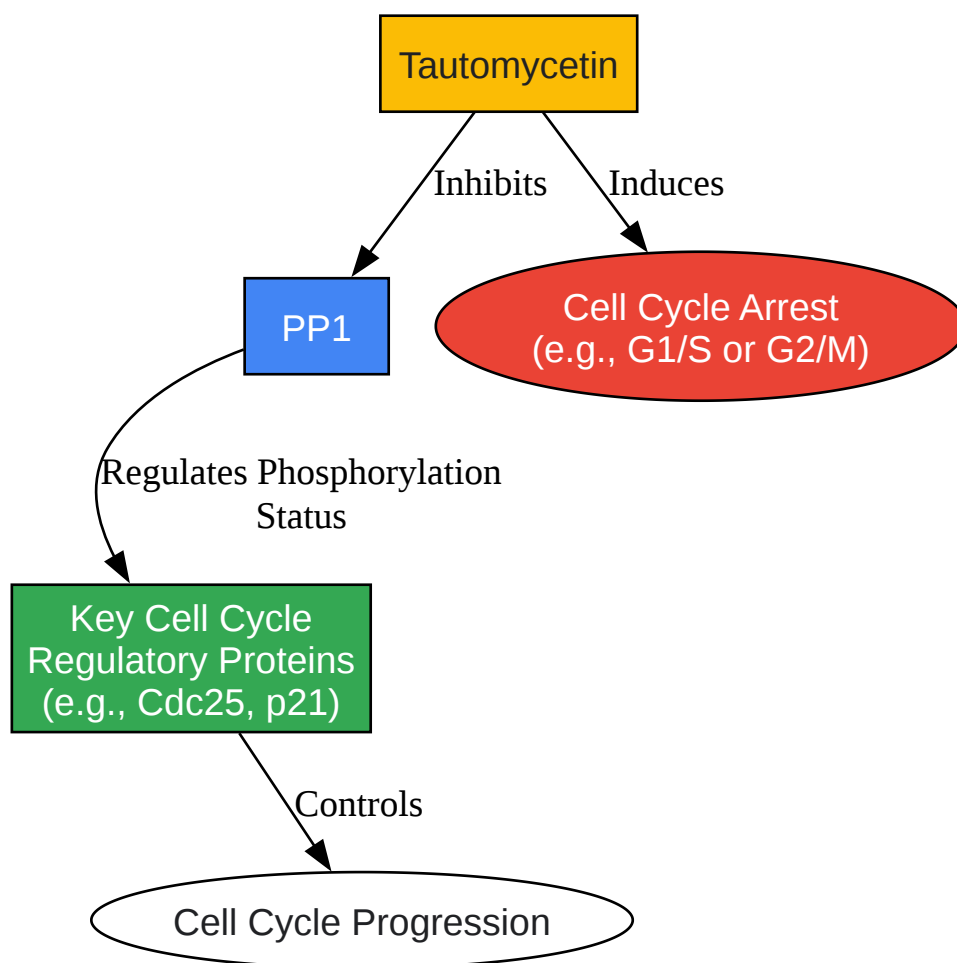 Tautomycetin
Inhibits
Induces
PP1
Cell Cycle Arrest
(e.g., G1/S or G2/M)
Regulates Phosphorylation
Status
Key Cell Cycle
Regulatory Proteins
(e.g., Cdc25, p21)
Controls
Cell Cycle Progression